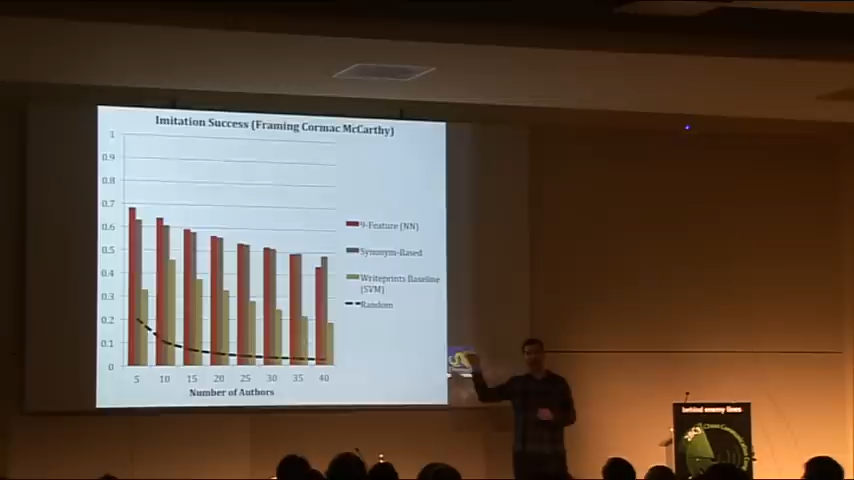 Imitation Success (Framing Cormac McCarthy)
1
0.9
0.8
0.7
0.6
0.5
0.4
0.3
0.2
0.1
0
5 10 15 20 25 30 35 40
Number of Authors
9-Feature (NN)
Synonym-Based
Writeprints Baseline
(SVM)
Random
behind enemy lines
26C3